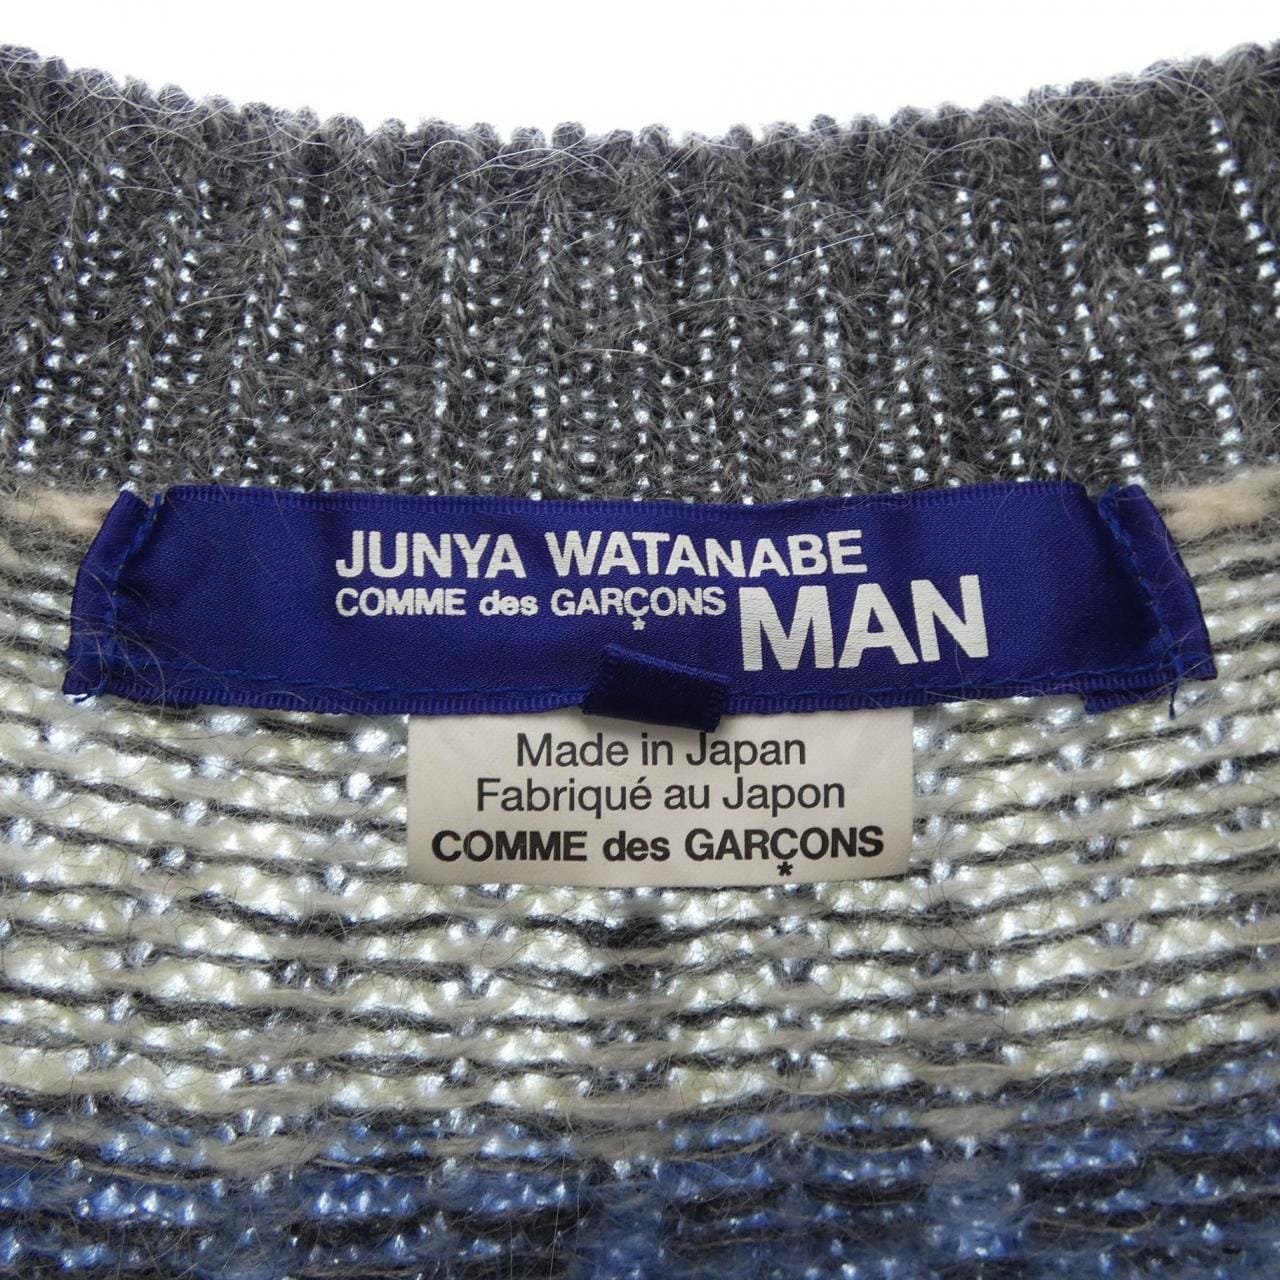 JUNYA WATANABE
COMME des GARÇONS MAN
Made in Japan
Fabriqué au Japon
COMME des GARÇONS